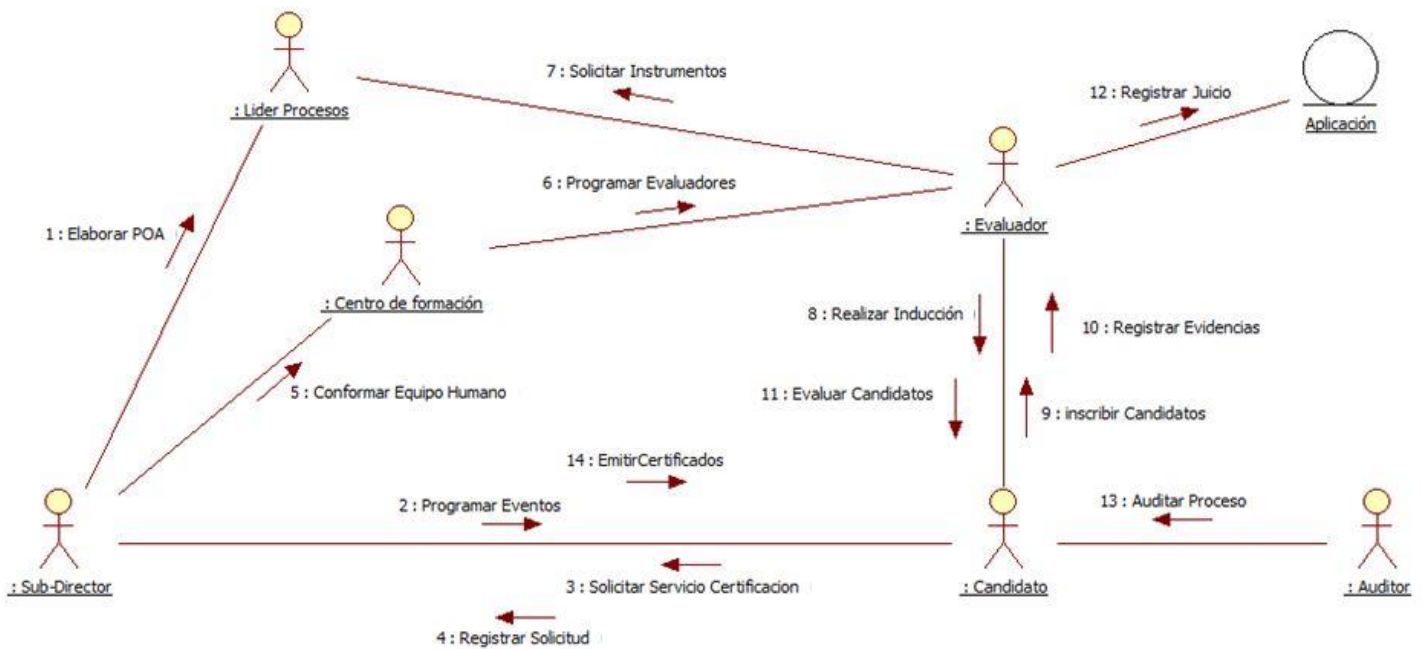 : Lider Procesos
7 : Solicitar Instrumentos
12 : Registrar Juicio
Aplicación
6 : Programar Evaluadores
: Evaluador
1 : Elaborar POA
: Centro de formación
8 : Realizar Inducción
10 : Registrar Evidencias
5 : Conformar Equipo Humano
11 : Evaluar Candidatos
9 : inscribir Candidatos
14 : EmitirCertificados
2 : Programar Eventos
13 : Auditar Proceso
: Sub-Director
3 : Solicitar Servicio Certificacion
: Candidato
: Auditor
4 : Registrar Solicitud